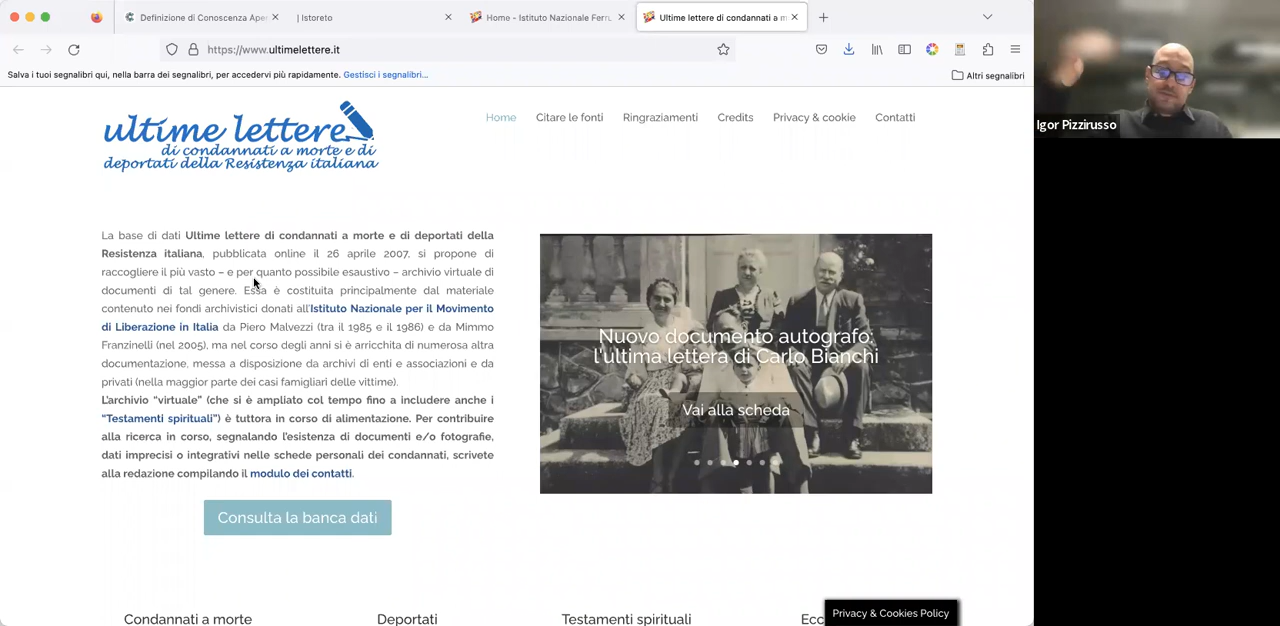 Definizione di Conoscenza Ape
| Istoreto
Home - Istituto Nazionale Ferru
Ultime lettere di condannati a m
https://www.ultimelettere.it
Salva i tuoi segnalibri qui, nella barra dei segnalibri, per accedervi più rapidamente. Gestisci i segnalibri...
Altri segnalibri
ultime lettere
di condannati a morte e di
deportati della Resistenza italiana
Home
Citare le fonti
Ringraziamenti
Credits
Privacy & cookie
Contatti
Igor Pizzirusso
La base di dati Ultime lettere di condannati a morte e di deportati della
Resistenza italiana, pubblicata online il 26 aprile 2007, si propone di
raccogliere il più vasto – e per quanto possibile esaustivo – archivio virtuale di
documenti di tal genere. Essa è costituita principalmente dal materiale
contenuto nei fondi archivistici donati all'Istituto Nazionale per il Movimento
di Liberazione in Italia da Piero Malvezzi (tra il 1985 e il 1986) e da Mimmo
Franzinelli (nel 2005), ma nel corso degli anni si è arricchita di numerosa altra
documentazione, messa a disposizione da archivi di enti e associazioni e da
privati (nella maggior parte dei casi famigliari delle vittime).
L'archivio "virtuale" (che si è ampliato col tempo fino a includere anche i
"Testamenti spirituali") è tuttora in corso di alimentazione. Per contribuire
alla ricerca in corso, segnalando l'esistenza di documenti e/o fotografie,
dati imprecisi o integrativi nelle schede personali dei condannati, scrivete
alla redazione compilando il modulo dei contatti.
Consulta la banca dati
Nuovo documento autografo:
l'ultima lettera di Carlo Bianchi
Vai alla scheda
Condannati a morte
Deportati
Testamenti spirituali
Ecc
Privacy & Cookies Policy